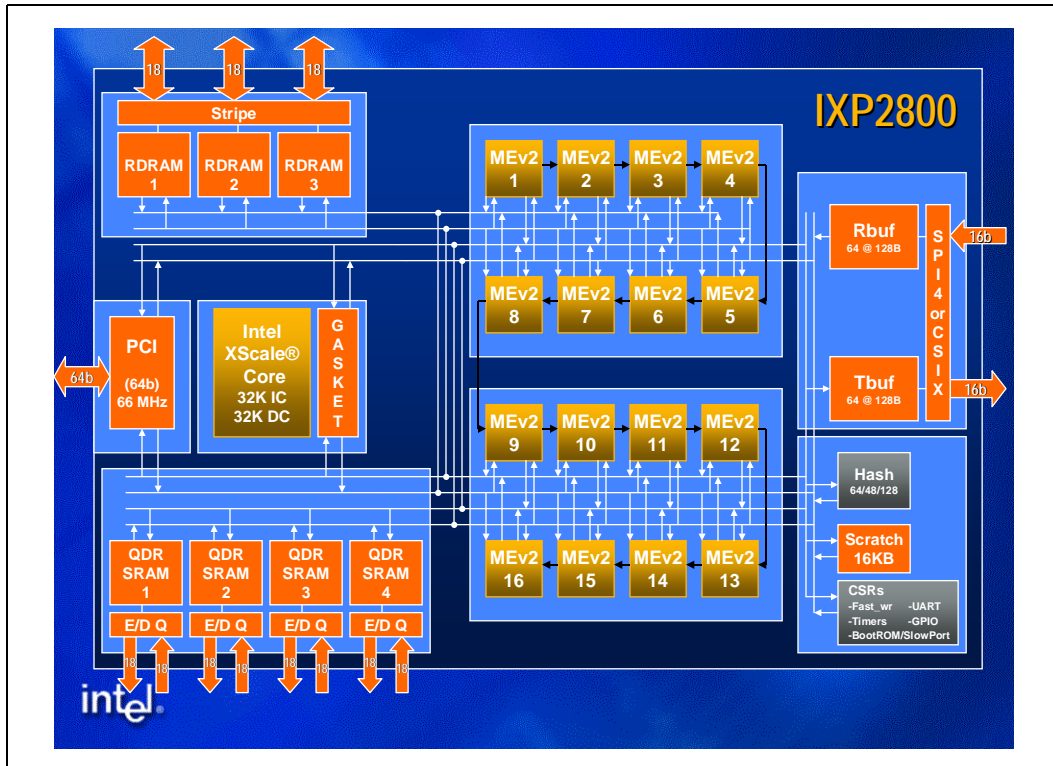 18 18 18
IXP2800
Stripe
RDRAM 1
RDRAM 2
RDRAM 3
MEv2 1
MEv2 2
MEv2 3
MEv2 4
Rbuf
64 @ 128B
SPI4 or CSIX
16b
MEv2 8
MEv2 7
MEv2 6
MEv2 5
PCI
(64b)
66 MHz
64b
Intel
XScale®
Core
32K IC
32K DC
GASKET
Tbuf
64 @ 128B
16b
MEv2 9
MEv2 10
MEv2 11
MEv2 12
Hash
64/48/128
QDR SRAM 1
QDR SRAM 2
QDR SRAM 3
QDR SRAM 4
MEv2 16
MEv2 15
MEv2 14
MEv2 13
Scratch
16KB
CSRs
-Fast_wr -UART
-Timers -GPIO
-BootROM/SlowPort
E/D Q E/D Q E/D Q E/D Q
18 18 18 18 18 18 18 18
intel.